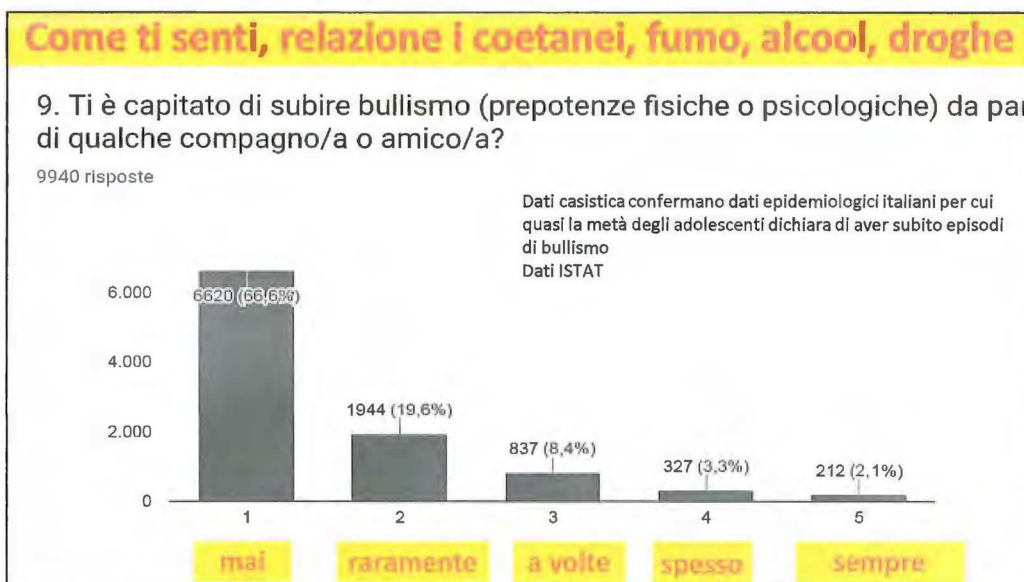 Come ti senti, relazione i coetanei, fumo, alcool, droghe
9. Ti è capitato di subire bullismo (prepotenze fisiche o psicologiche) da par
di qualche compagno/a o amico/a?
9940 risposte
Dati casistica confermano dati epidemiologici italiani per cui
quasi la metà degli adolescenti dichiara di aver subito episodi
di bullismo
Dati ISTAT
6.000
4.000
2.000
0
6620 (66,6%)
1944 (19,6%)
837 (8,4%)
327 (3,3%)
212 (2,1%)
1 2 3 4 5
mai raramente a volte spesso sempre